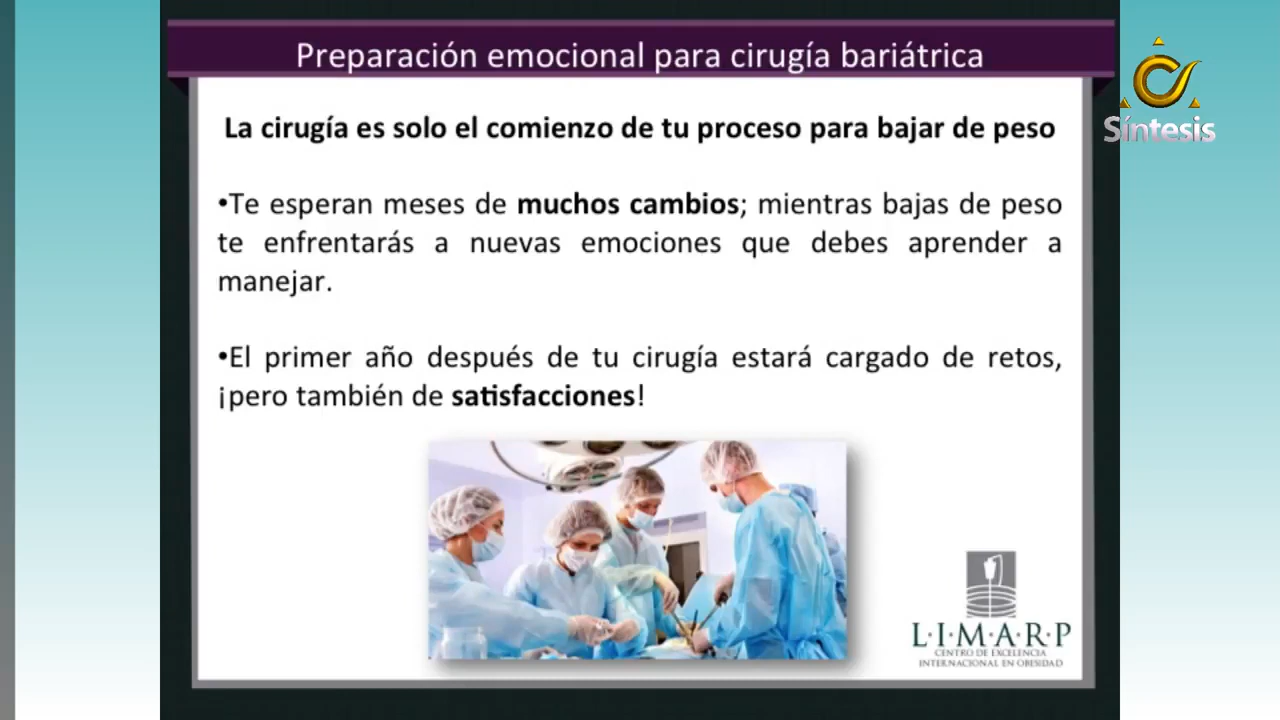 Preparación emocional para cirugía bariátrica
Síntesis
La cirugía es solo el comienzo de tu proceso para bajar de peso
•Te esperan meses de muchos cambios; mientras bajas de peso
te enfrentarás a nuevas emociones que debes aprender a
manejar.
•El primer año después de tu cirugía estará cargado de retos,
¡pero también de satisfacciones!
L·I·M·A·R·P
CENTRO DE EXCELENCIA
INTERNACIONAL EN OBESIDAD